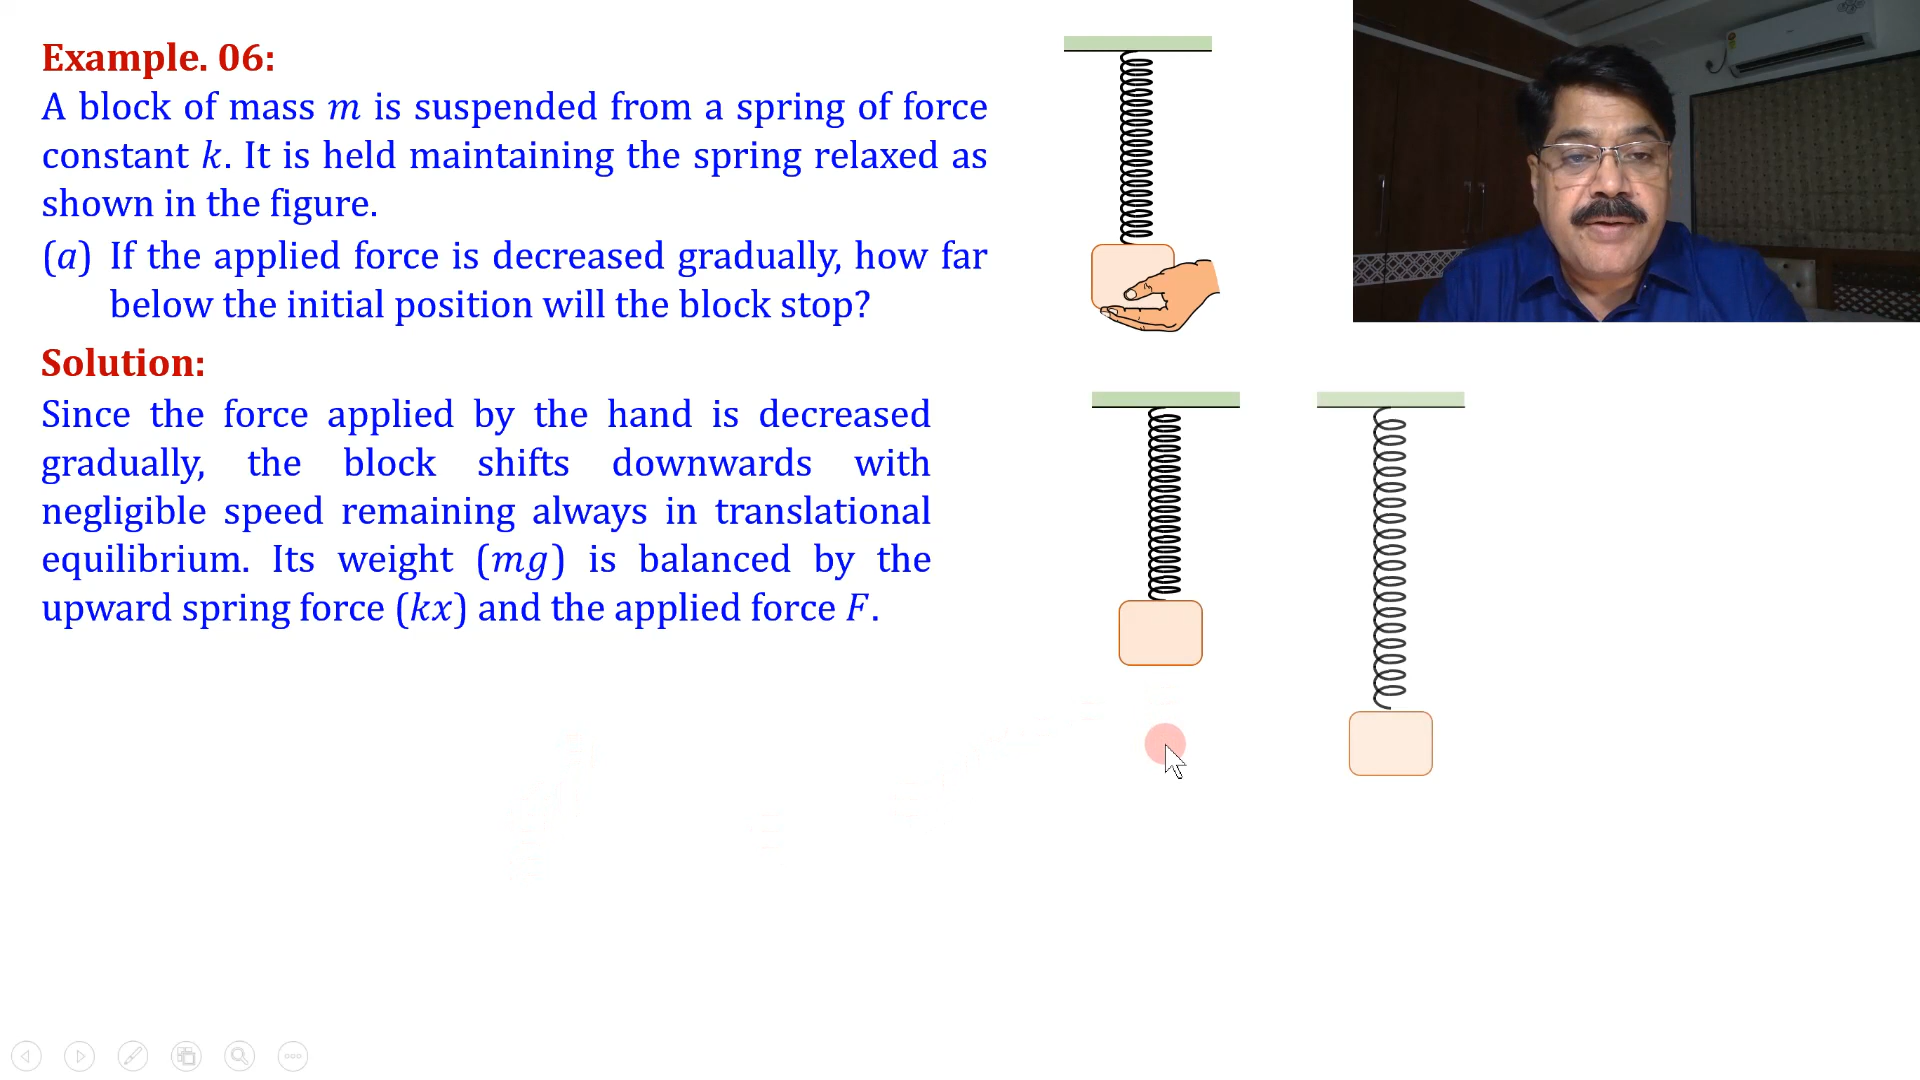 Example. 06:
A block of mass m is suspended from a spring of force
constant k. It is held maintaining the spring relaxed as
shown in the figure.
(a) If the applied force is decreased gradually, how far
below the initial position will the block stop?
Solution:
Since the force applied by the hand is decreased
gradually, the block shifts downwards with
negligible speed remaining always in translational
equilibrium. Its weight (mg) is balanced by the
upward spring force (kx) and the applied force F.